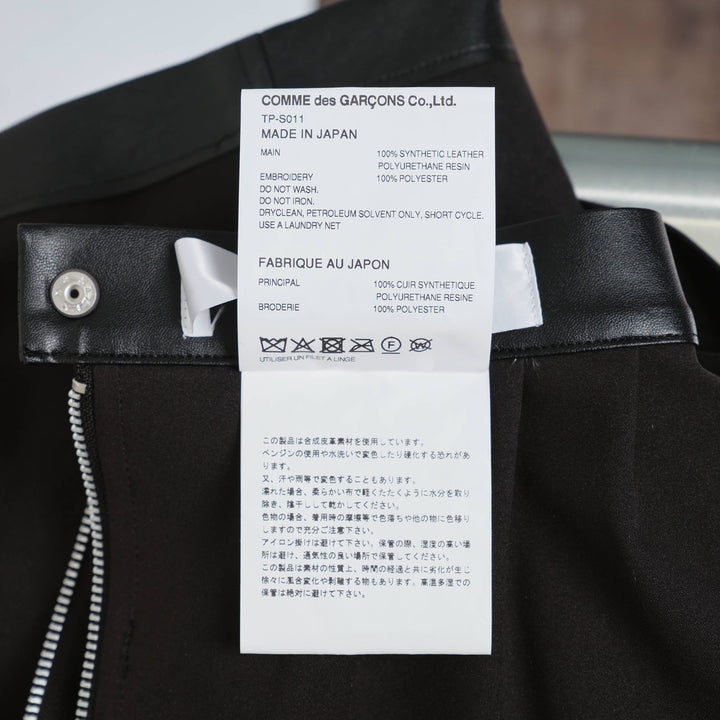 COMME des GARÇONS Co.,Ltd.
TP-S011
MADE IN JAPAN
MAIN 100% SYNTHETIC LEATHER
POLYURETHANE RESIN
EMBROIDERY 100% POLYESTER
DO NOT WASH.
DO NOT IRON.
DRYCLEAN, PETROLEUM SOLVENT ONLY, SHORT CYCLE.
USE A LAUNDRY NET
FABRIQUE AU JAPON
PRINCIPAL 100% CUIR SYNTHETIQUE
POLYURETHANE RESINE
BRODERIE 100% POLYESTER
F W
UTILISER UN FILET A LINGE
この製品は合成皮革素材を使用しています。
ベンジンの使用や水洗いで変色したり硬化する恐れがあ
ります。
又、汗や雨等で変色することもあります。
濡れた場合、柔らかい布で軽くたたくように水分を取り
除き、陰干しして乾かしてください。
色物の場合、着用時の摩擦等で色落ちや他の物に色移り
しますので充分ご注意下さい。
アイロン掛けは避けて下さい。保管の際、湿度の高い場
所は避け、通気性の良い場所で保管してください。
この製品は素材の性質上、時間の経過と共に劣化が生じ
徐々に風合変化や剥離する物もあります。高温多湿での
保管は絶対に避けて下さい。